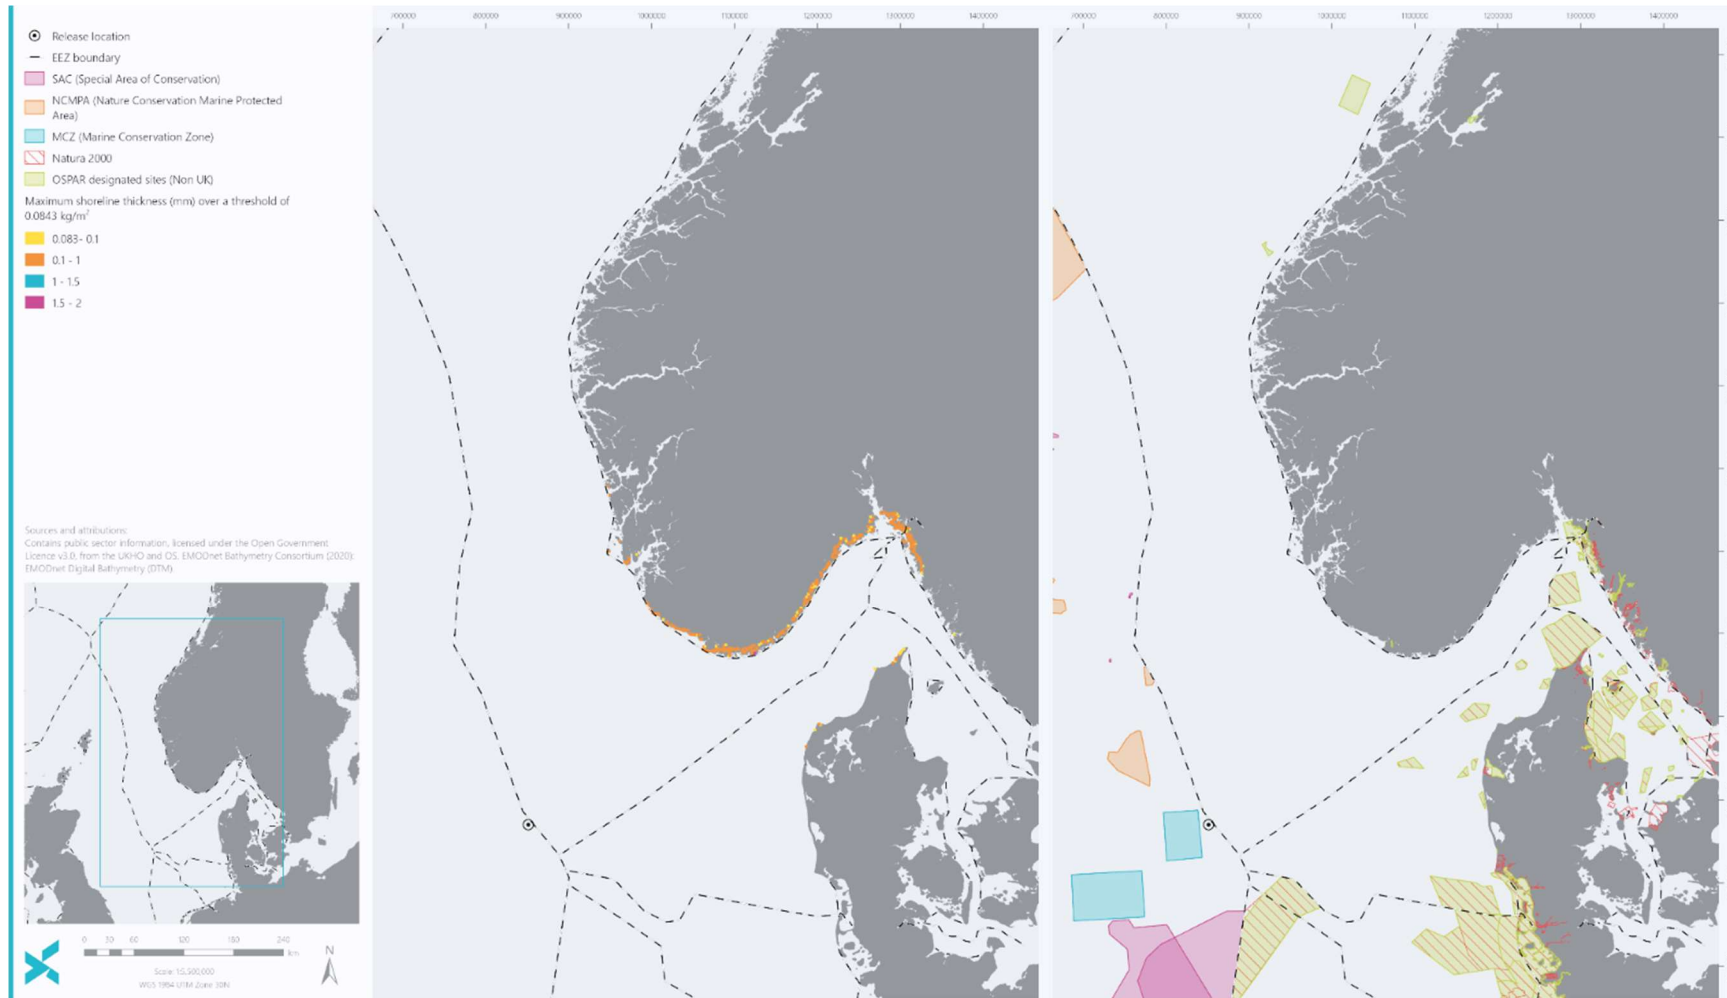 Release location
EEZ boundary
SAC (Special Area of Conservation)
NCMPA (Nature Conservation Marine Protected
Area)
MCZ (Marine Conservation Zone)
Natura 2000
OSPAR designated sites (Non UK)
Maximum shoreline thickness (mm) over a threshold of
0.0843 kg/m²
0.083- 0.1
0.1 - 1
1 - 1.5
1.5 - 2
Sources and attributions:
Contains public sector information, licensed under the Open Government
Licence v3.0, from the UKHO and OS. EMODnet Bathymetry Consortium (2020):
EMODnet Digital Bathymetry (DTM).
0 30 60 120 180 240
km
N
Scale: 1:5,500,000
WGS 1984 UTM Zone 30N
700000 800000 900000 1000000 1100000 1200000 1300000 1400000
700000 800000 900000 1000000 1100000 1200000 1300000 1400000